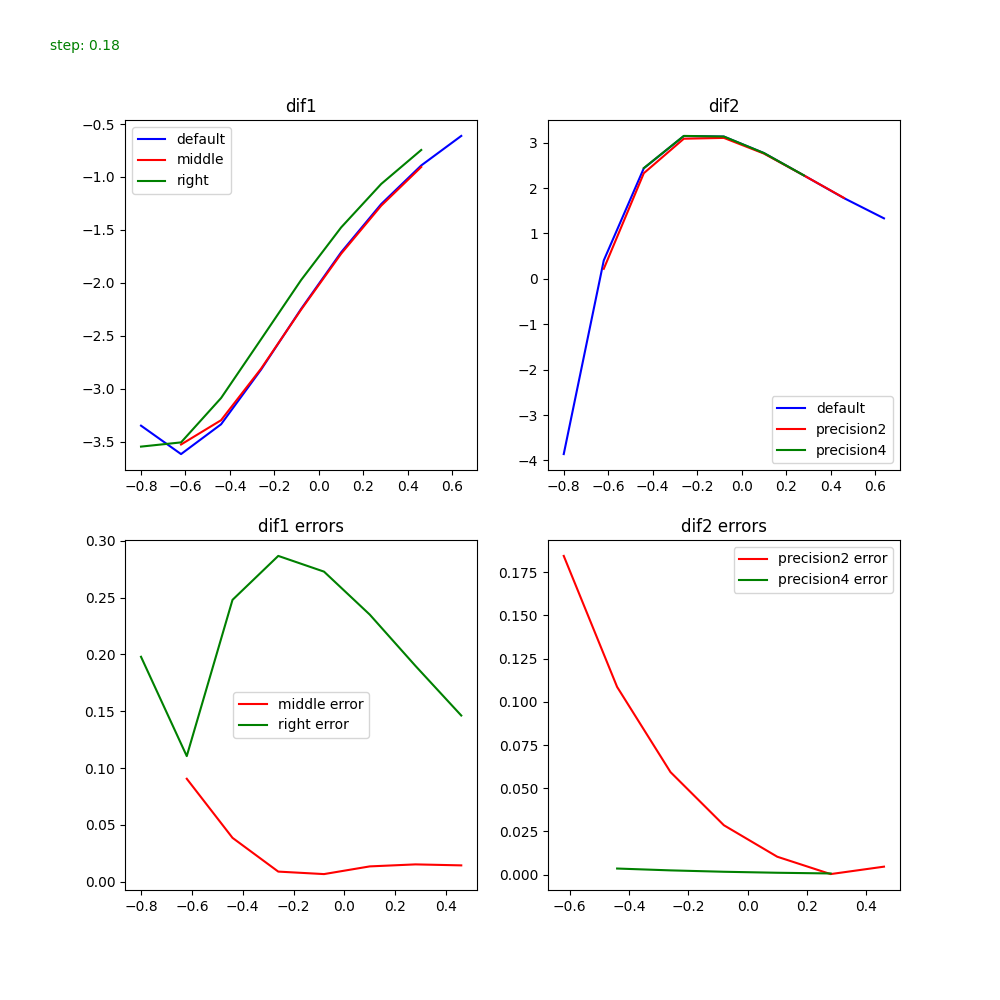 step: 0.18
dif1
−0.5
−1.0
−1.5
−2.0
−2.5
−3.0
−3.5
default
middle
right
−0.8 −0.6 −0.4 −0.2 0.0 0.2 0.4 0.6
dif2
3
2
1
0
−1
−2
−3
−4
default
precision2
precision4
−0.8 −0.6 −0.4 −0.2 0.0 0.2 0.4 0.6
dif1 errors
0.30
0.25
0.20
0.15
0.10
0.05
0.00
middle error
right error
−0.8 −0.6 −0.4 −0.2 0.0 0.2 0.4
dif2 errors
0.175
0.150
0.125
0.100
0.075
0.050
0.025
0.000
precision2 error
precision4 error
−0.6 −0.4 −0.2 0.0 0.2 0.4